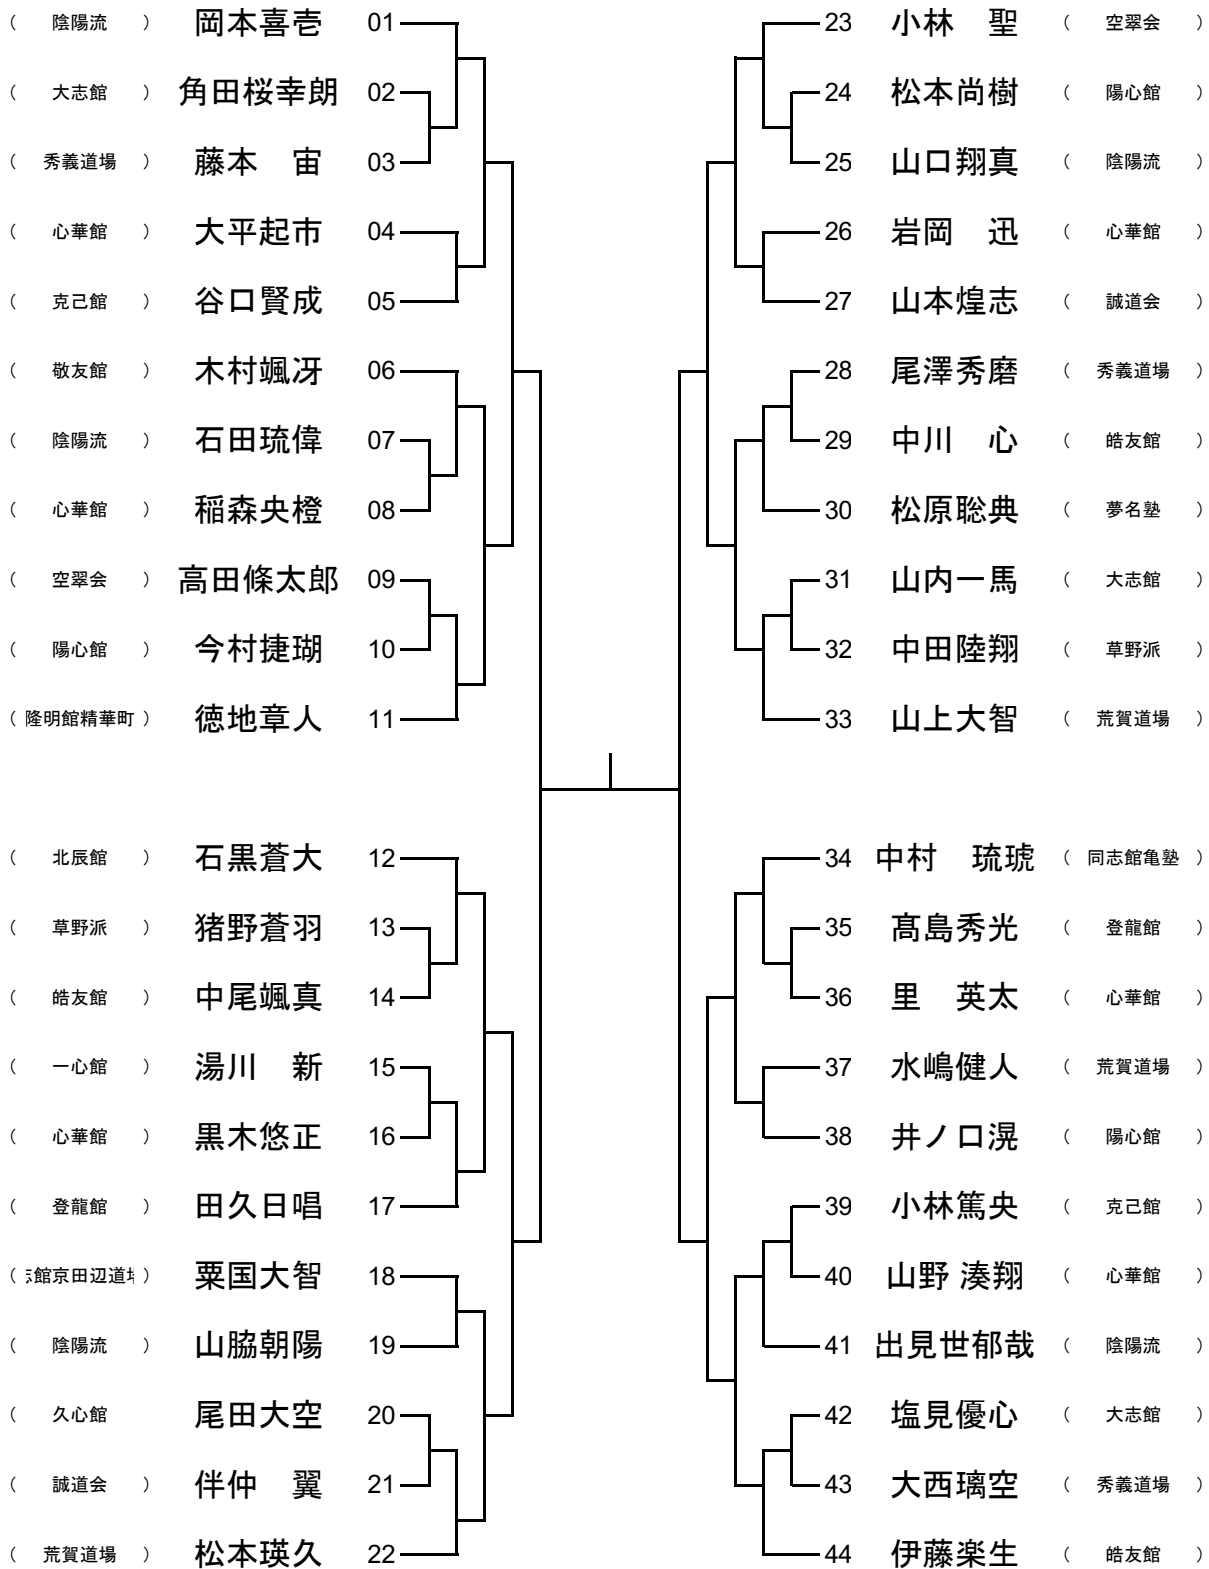 （ 陰陽流 ） 岡本喜壱 01
（ 大志館 ） 角田桜幸朗 02
（ 秀義道場 ） 藤本　宙 03
（ 心華館 ） 大平起市 04
（ 克己館 ） 谷口賢成 05
（ 敬友館 ） 木村颯冴 06
（ 陰陽流 ） 石田琉偉 07
（ 心華館 ） 稲森央橙 08
（ 空翠会 ） 高田條太郎 09
（ 陽心館 ） 今村捷瑚 10
（ 隆明館精華町 ） 徳地章人 11
（ 北辰館 ） 石黒蒼大 12
（ 草野派 ） 猪野蒼羽 13
（ 皓友館 ） 中尾颯真 14
（ 一心館 ） 湯川　新 15
（ 心華館 ） 黒木悠正 16
（ 登龍館 ） 田久日唱 17
（ 館京田辺道 ） 粟国大智 18
（ 陰陽流 ） 山脇朝陽 19
（ 久心館 ） 尾田大空 20
（ 誠道会 ） 伴仲　翼 21
（ 荒賀道場 ） 松本瑛久 22
23 小林　聖 （ 空翠会 ）
24 松本尚樹 （ 陽心館 ）
25 山口翔真 （ 陰陽流 ）
26 岩岡　迅 （ 心華館 ）
27 山本煌志 （ 誠道会 ）
28 尾澤秀磨 （ 秀義道場 ）
29 中川　心 （ 皓友館 ）
30 松原聡典 （ 夢名塾 ）
31 山内一馬 （ 大志館 ）
32 中田陸翔 （ 草野派 ）
33 山上大智 （ 荒賀道場 ）
34 中村　琉琥 （ 同志館亀塾 ）
35 髙島秀光 （ 登龍館 ）
36 里　英太 （ 心華館 ）
37 水嶋健人 （ 荒賀道場 ）
38 井ノ口滉 （ 陽心館 ）
39 小林篤央 （ 克己館 ）
40 山野 湊翔 （ 心華館 ）
41 出見世郁哉 （ 陰陽流 ）
42 塩見優心 （ 大志館 ）
43 大西璃空 （ 秀義道場 ）
44 伊藤楽生 （ 皓友館 ）